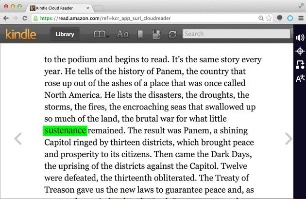 Kindle Cloud Reader
https://read.amazon.com/?ref_=kcr_app_surl_cloudreader
kindle
Library
Aa
to the podium and begins to read. It's the same story every
year. He tells of the history of Panem, the country that
rose up out of the ashes of a place that was once called
North America. He lists the disasters, the droughts, the
storms, the fires, the encroaching seas that swallowed up
so much of the land, the brutal war for what little
sustenance remained. The result was Panem, a shining
Capitol ringed by thirteen districts, which brought peace
and prosperity to its citizens. Then came the Dark Days,
the uprising of the districts against the Capitol. Twelve
were defeated, the thirteenth obliterated. The Treaty of
Treason gave us the new laws to guarantee peace and, as